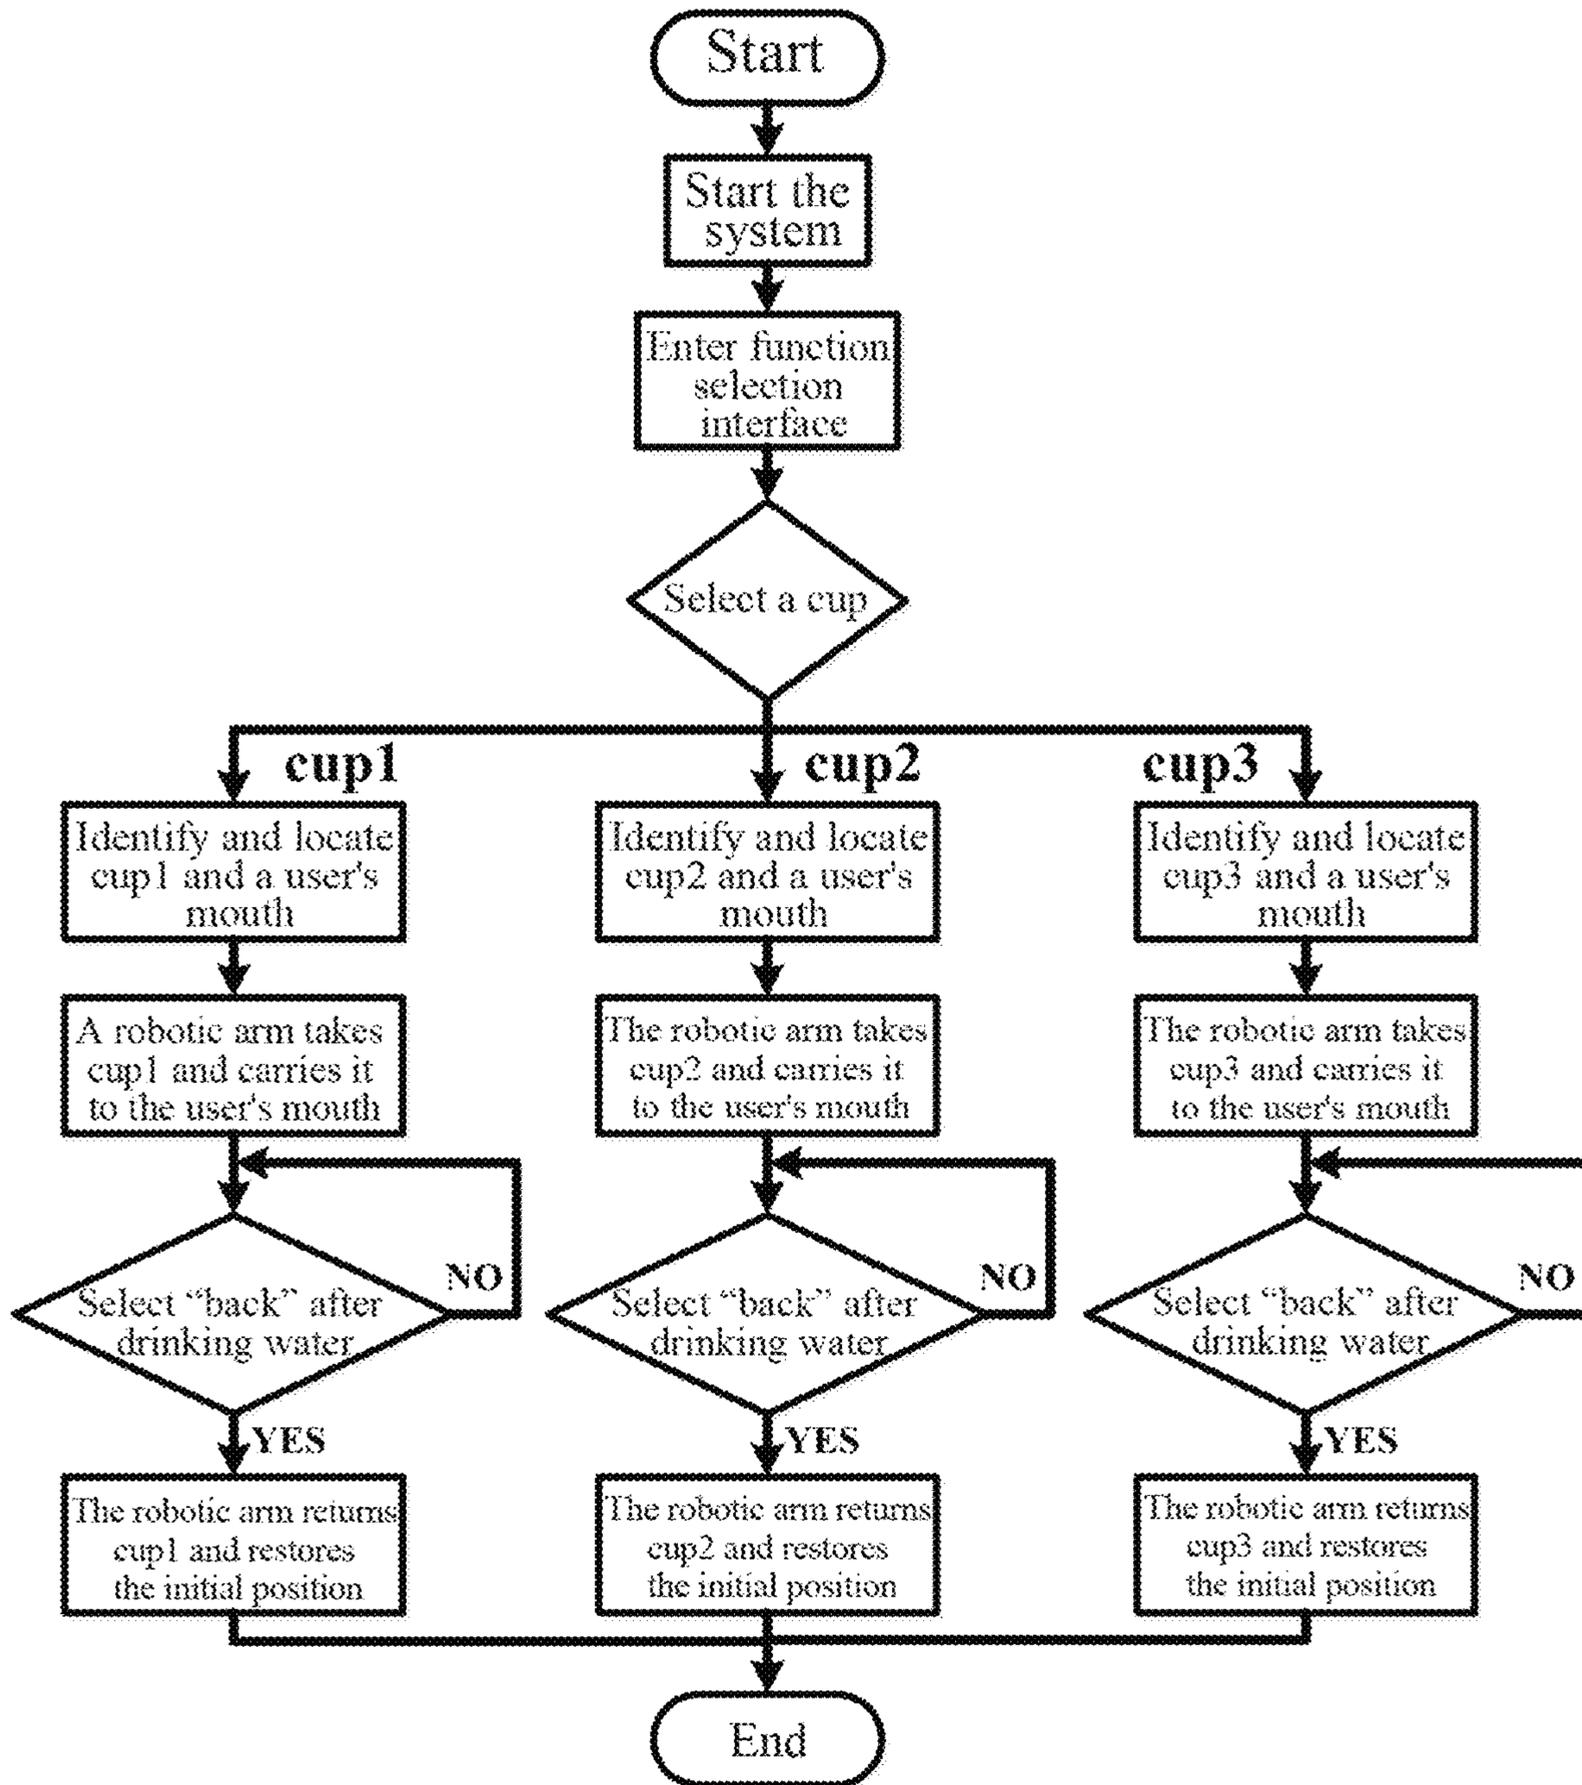 Start
Start the
system
Enter function
selection
interface
Select a cup
cup1
cup2
cup3
Identify and locate
cup1 and a user's
mouth
Identify and locate
cup2 and a user's
mouth
Identify and locate
cup3 and a user's
mouth
A robotic arm takes
cup1 and carries it
to the user's mouth
The robotic arm takes
cup2 and carries it
to the user's mouth
The robotic arm takes
cup3 and carries it
to the user's mouth
NO
Select “back” after
drinking water
NO
Select “back” after
drinking water
NO
Select “back” after
drinking water
YES
YES
YES
The robotic arm returns
cup1 and restores
the initial position
The robotic arm returns
cup2 and restores
the initial position
The robotic arm returns
cup3 and restores
the initial position
End